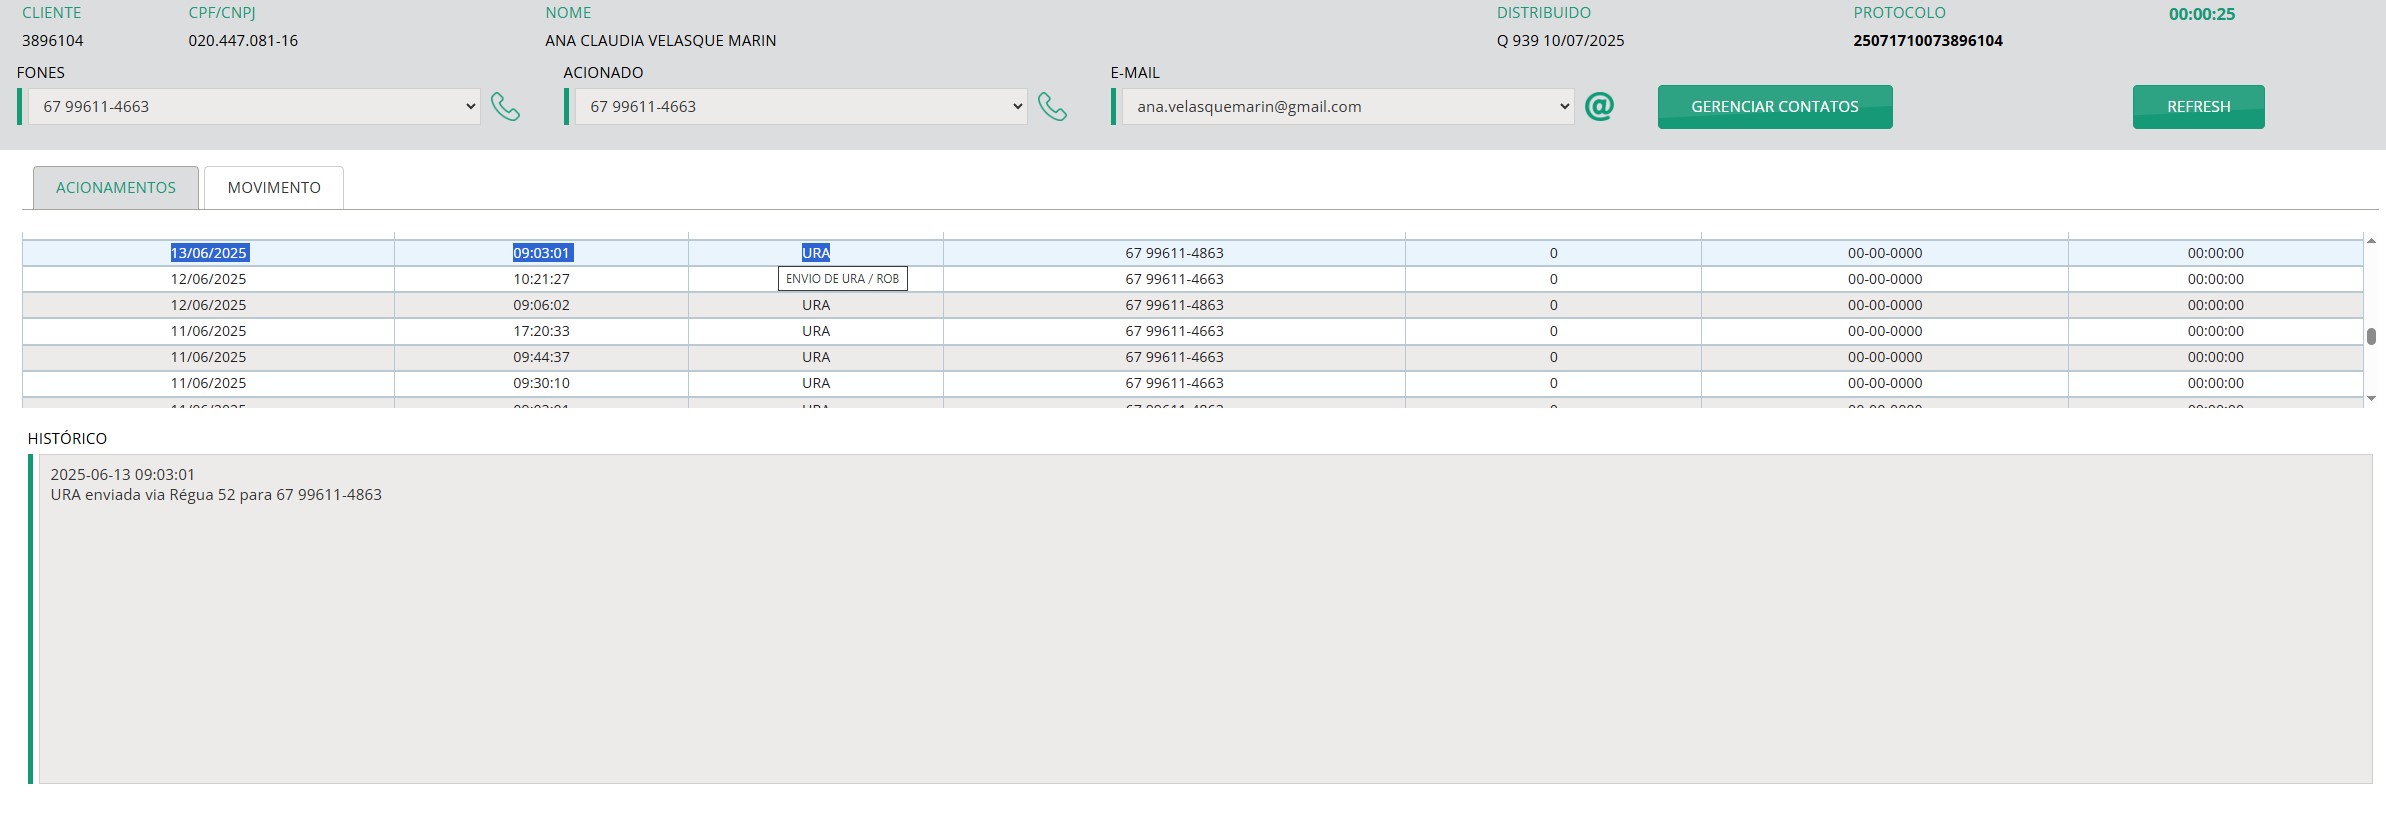 CLIENTE CPF/CNPJ NOME DISTRIBUIDO PROTOCOLO 00:00:25
3896104 020.447.081-16 ANA CLAUDIA VELASQUE MARIN Q 939 10/07/2025 25071710073896104
FONES ACIONADO E-MAIL
67 99611-4663 67 99611-4663 ana.velasquemarin@gmail.com @ GERENCIAR CONTATOS REFRESH
ACIONAMENTOS MOVIMENTO
13/06/2025 09:03:01 URA 67 99611-4863 0 00-00-0000 00:00:00
12/06/2025 10:21:27 ENVIO DE URA / ROB 67 99611-4663 0 00-00-0000 00:00:00
12/06/2025 09:06:02 URA 67 99611-4863 0 00-00-0000 00:00:00
11/06/2025 17:20:33 URA 67 99611-4663 0 00-00-0000 00:00:00
11/06/2025 09:44:37 URA 67 99611-4663 0 00-00-0000 00:00:00
11/06/2025 09:30:10 URA 67 99611-4663 0 00-00-0000 00:00:00
HISTÓRICO
2025-06-13 09:03:01
URA enviada via Régua 52 para 67 99611-4863